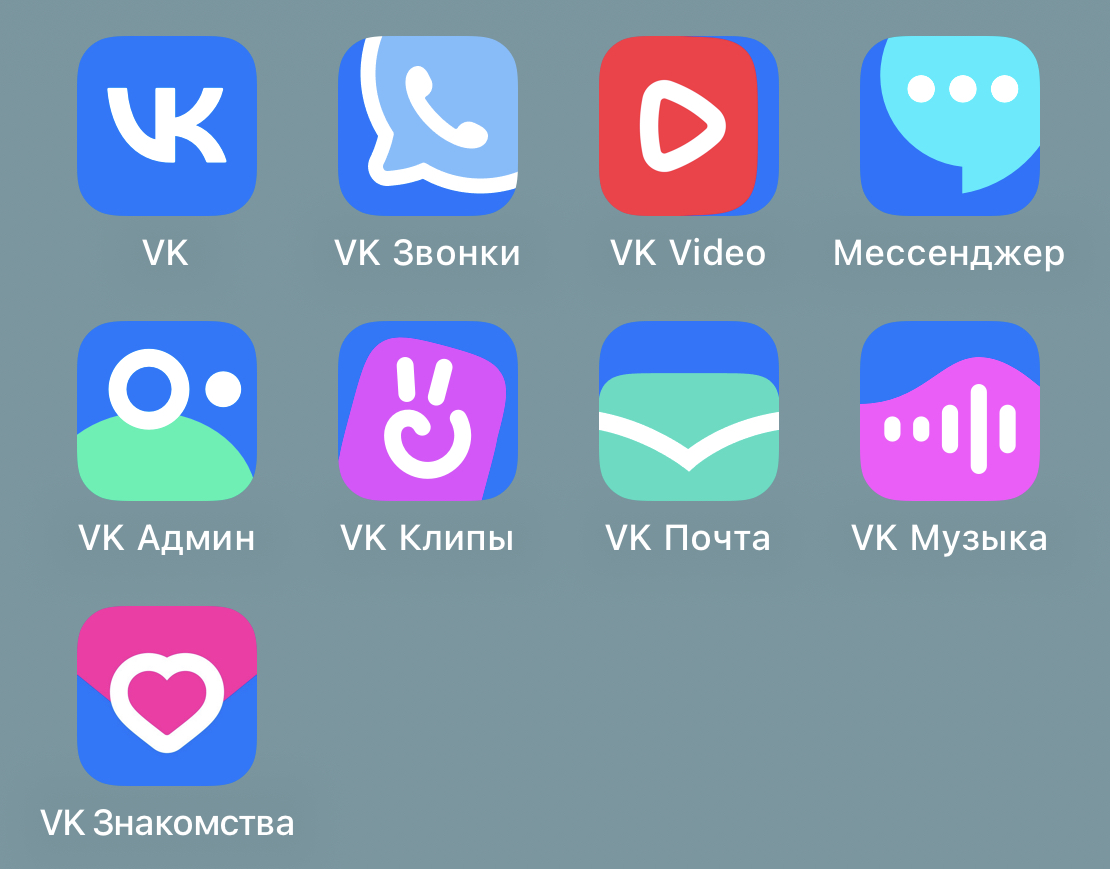 VK
VK Звонки
VK Video
Мессенджер
VK Админ
VK Клипы
VK Почта
VK Музыка
VK Знакомства